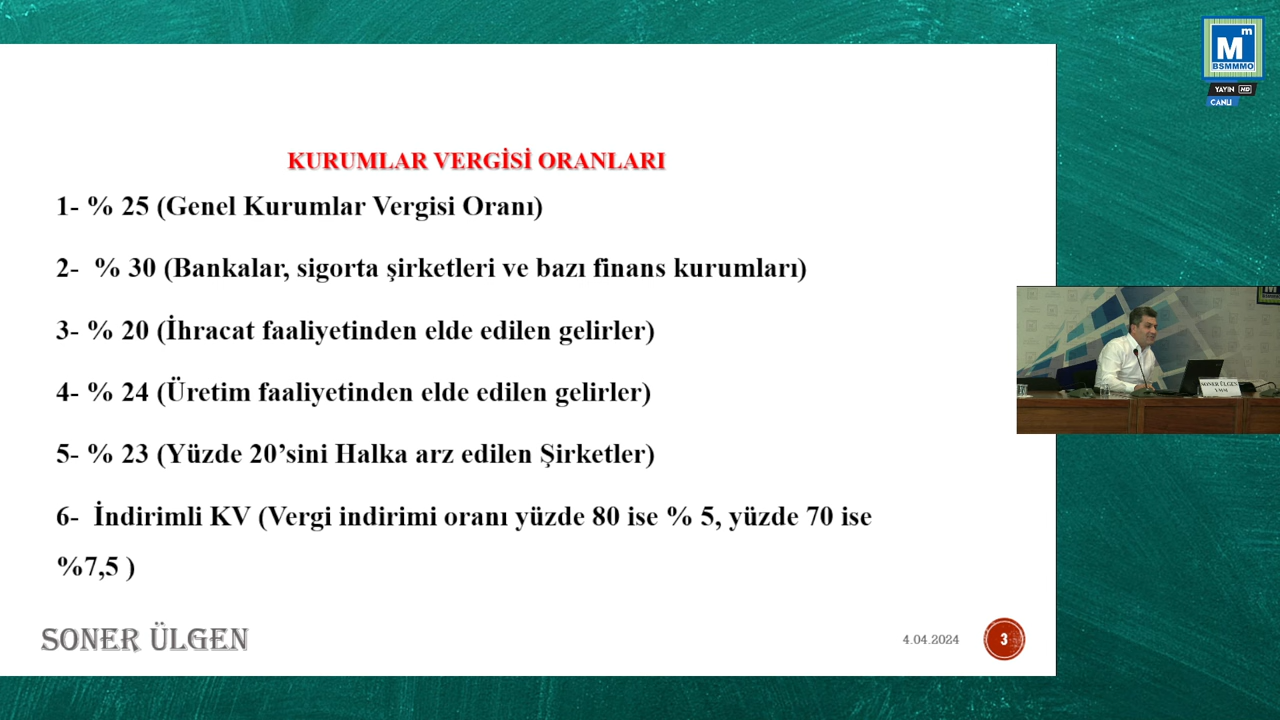 m
M
BSMMMO
YAYIN HD
CANLI
KURUMLAR VERGİSİ ORANLARI
1- % 25 (Genel Kurumlar Vergisi Oranı)
2- % 30 (Bankalar, sigorta şirketleri ve bazı finans kurumları)
3- % 20 (İhracat faaliyetinden elde edilen gelirler)
4- % 24 (Üretim faaliyetinden elde edilen gelirler)
5- % 23 (Yüzde 20’sini Halka arz edilen Şirketler)
6- İndirimli KV (Vergi indirimi oranı yüzde 80 ise % 5, yüzde 70 ise
%7,5 )
SONER ÜLGEN
SONER ÜLGEN
4.04.2024
3